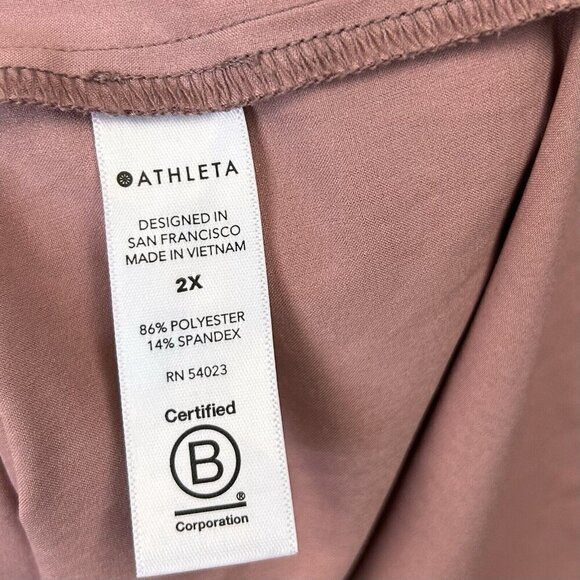 ATHLETA
DESIGNED IN
SAN FRANCISCO
MADE IN VIETNAM
2X
86% POLYESTER
14% SPANDEX
RN 54023
Certified
B
®
Corporation